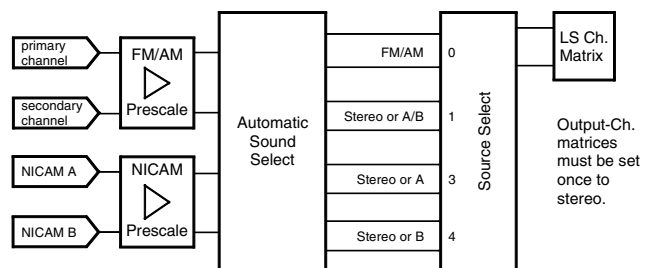 primary
channel
secondary
channel
NICAM A
NICAM B
FM/AM
Prescale
NICAM
Prescale
Automatic
Sound
Select
FM/AM
Stereo or A/B
Stereo or A
Stereo or B
0
1
3
4
Source Select
LS Ch.
Matrix
Output-Ch.
matrices
must be set
once to
stereo.